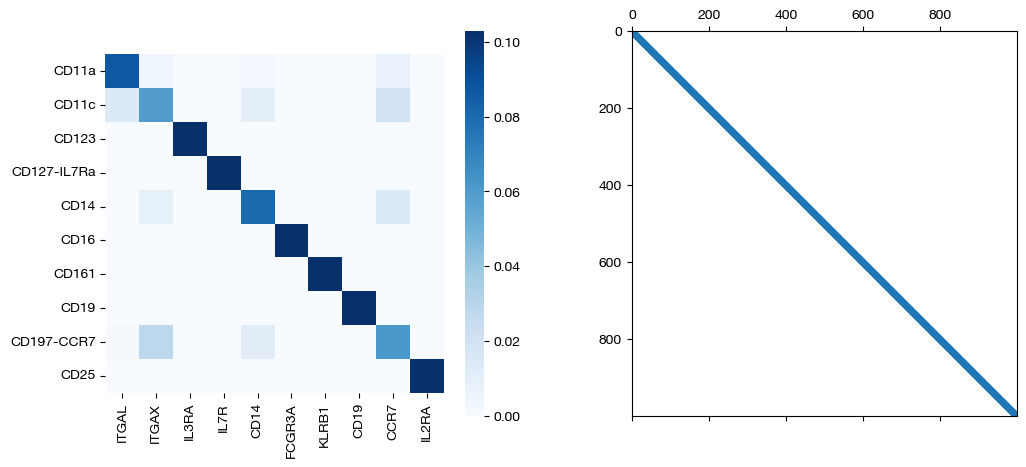 CD11a
CD11c
CD123
CD127-IL7Ra
CD14
CD16
CD161
CD19
CD197-CCR7
CD25
ITGAL
ITGAX
IL3RA
IL7R
CD14
FCGR3A
KLRB1
CD19
CCR7
IL2RA
0.10
0.08
0.06
0.04
0.02
0.00
0 200 400 600 800
0
200
400
600
800